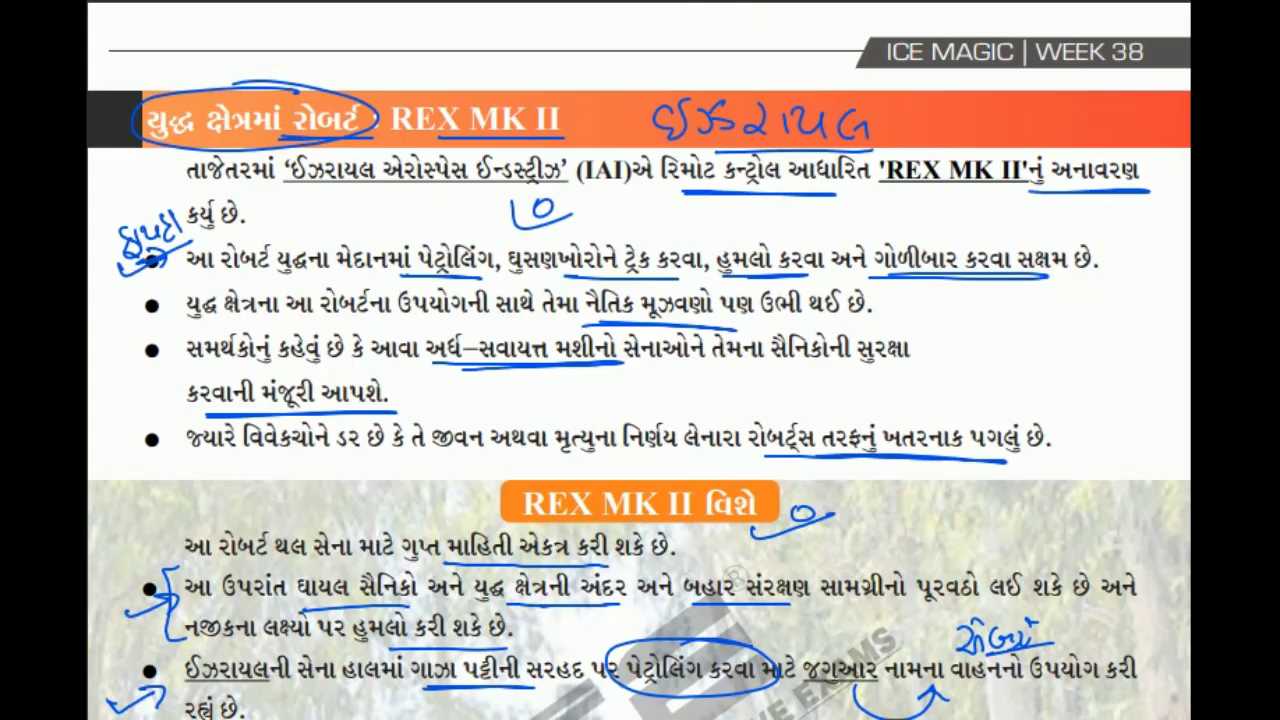 ICE MAGIC | WEEK 38
યુદ્ધ ક્ષેત્રમાં રોબર્ટ : REX MK II ઈઝરાયલ
તાજેતરમાં ‘ઈઝરાયલ એરોસ્પેસ ઈન્ડસ્ટ્રીઝ’ (IAI)એ રિમોટ કન્ટ્રોલ આધારિત 'REX MK II'નું અનાવરણ
કર્યુ છે.
ફાયદા
● આ રોબર્ટ યુદ્ધના મેદાનમાં પેટ્રોલિંગ, ઘુસણખોરોને ટ્રેક કરવા, હુમલો કરવા અને ગોળીબાર કરવા સક્ષમ છે.
● યુદ્ધ ક્ષેત્રના આ રોબર્ટના ઉપયોગની સાથે તેમા નૈતિક મૂઝવણો પણ ઉભી થઈ છે.
● સમર્થકોનું કહેવું છે કે આવા અર્ધ–સવાયત્ત મશીનો સેનાઓને તેમના સૈનિકોની સુરક્ષા
કરવાની મંજૂરી આપશે.
● જ્યારે વિવેકચોને ડર છે કે તે જીવન અથવા મૃત્યુના નિર્ણય લેનારા રોબર્ટ્સ તરફનું ખતરનાક પગલું છે.
REX MK II વિશે
આ રોબર્ટ થલ સેના માટે ગુપ્ત માહિતી એકત્ર કરી શકે છે.
● આ ઉપરાંત ઘાયલ સૈનિકો અને યુદ્ધ ક્ષેત્રની અંદર અને બહાર સંરક્ષણ સામગ્રીનો પૂરવઠો લઈ શકે છે અને
નજીકના લક્ષ્યો પર હુમલો કરી શકે છે.
● ઈઝરાયલની સેના હાલમાં ગાઝા પટ્ટીની સરહદ પર પેટ્રોલિંગ કરવા માટે જગુઆર નામના વાહનનો ઉપયોગ કરી
રહ્યું છે.